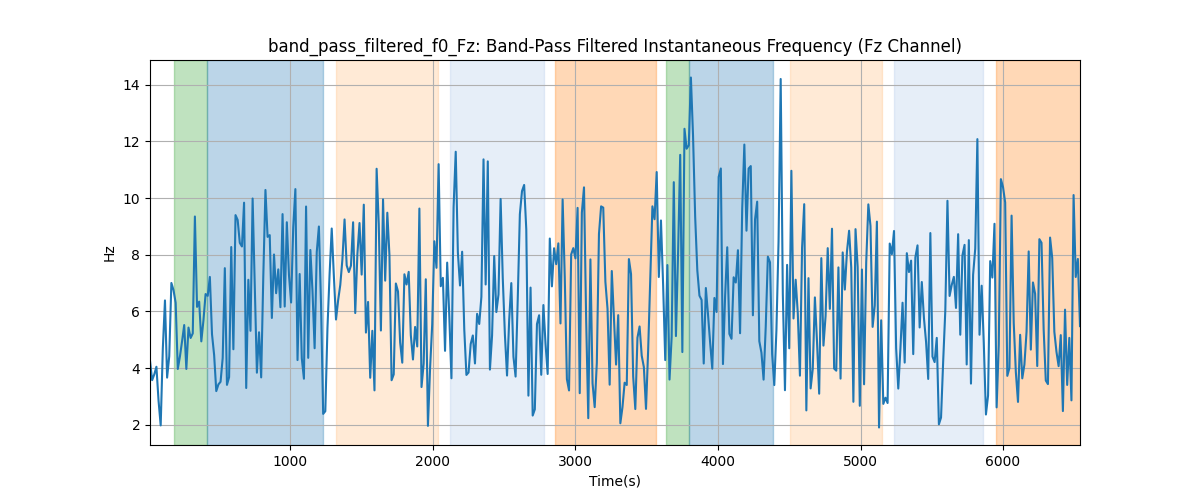 band_pass_filtered_f0_Fz: Band-Pass Filtered Instantaneous Frequency (Fz Channel)
14
12
10
8
6
4
2
Hz
1000 2000 3000 4000 5000 6000
Time(s)